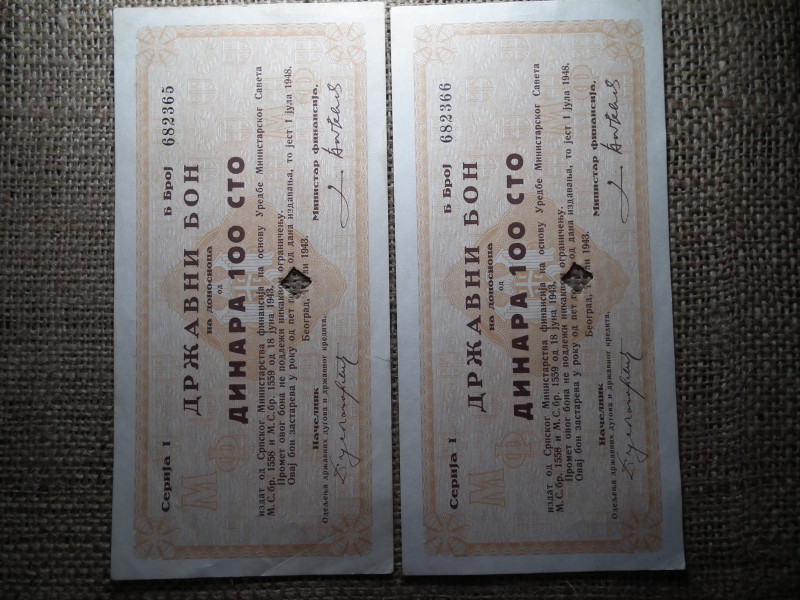 Серија I Б Број 682365
ДРЖАВНИ БОН
на доносиоца
од
ДИНАРА 100 СТО
издат од Српског Министарства финансија на основу Уредбе Министарског Савета
М.С. бр. 1558 и М.С. бр. 1559 од 18 јуна 1943.
Промет овог бона не подлежи никаквом ограничењу.
Овај бон застарева у року од пет од дана издавања, то јест 1 јула 1948.
Београд, 1943.
Начелник Министар финансија,
Одељења државних дугова и државног кредита,
Серија I Б Број 682366
ДРЖАВНИ БОН
на доносиоца
од
ДИНАРА 100 СТО
издат од Српског Министарства финансија на основу Уредбе Министарског Савета
М.С. бр. 1558 и М.С. бр. 1559 од 18 јуна 1943.
Промет овог бона не подлежи никаквом ограничењу.
Овај бон застарева у року од пет од дана издавања, то јест 1 јула 1948.
Београд, 1943.
Начелник Министар финансија,
Одељења државних дугова и државног кредита,